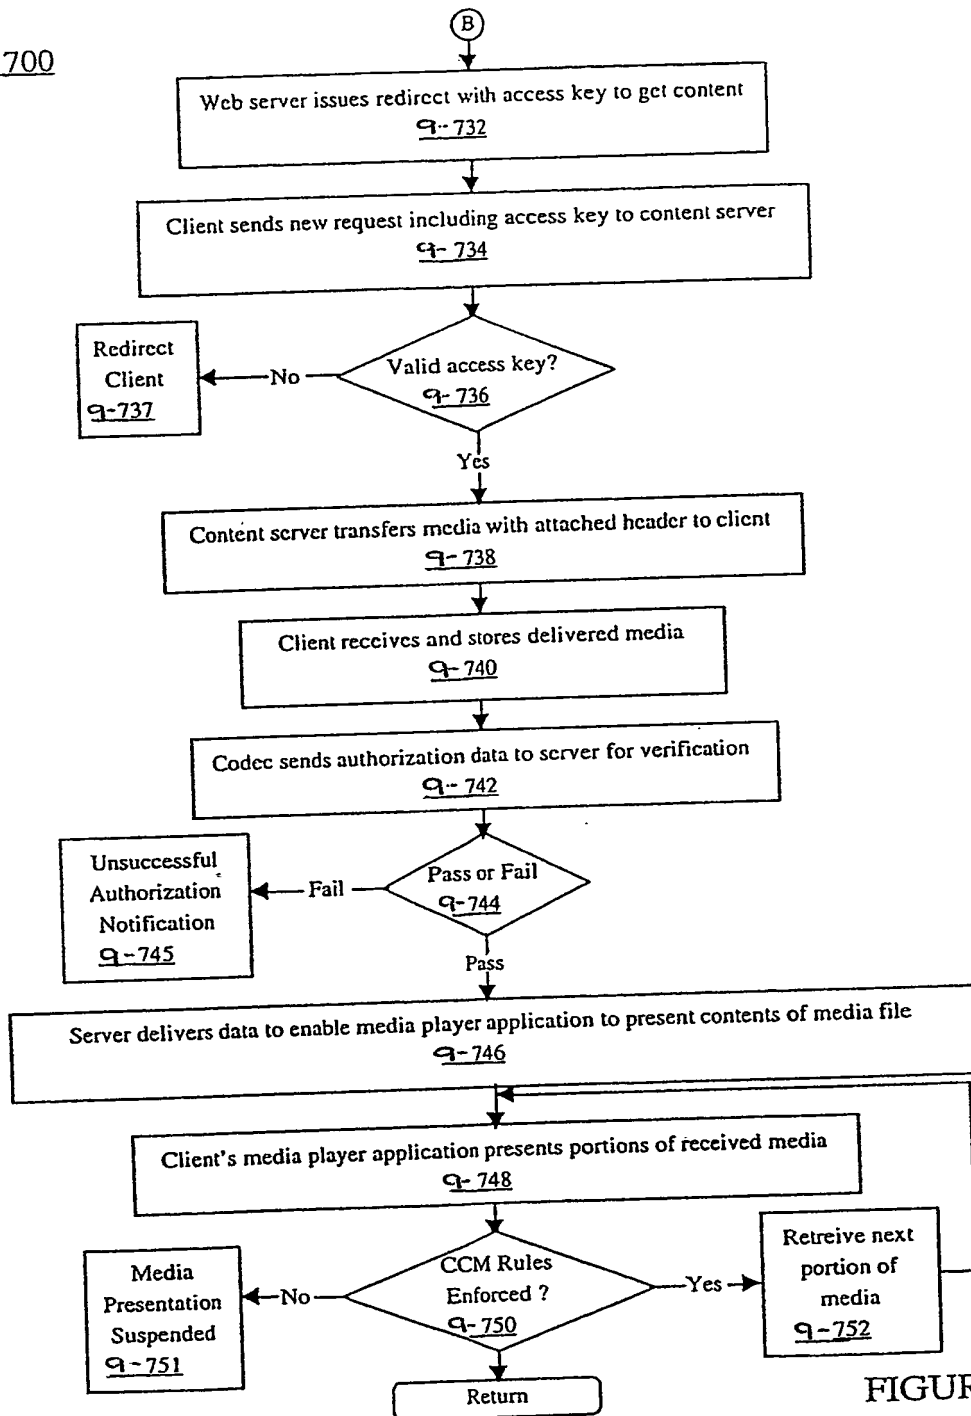 B
700
Web server issues redirect with access key to get content
9-732
Client sends new request including access key to content server
9-734
Redirect
Client
9-737
No
Valid access key?
9-736
Yes
Content server transfers media with attached header to client
9-738
Client receives and stores delivered media
9-740
Codec sends authorization data to server for verification
9-742
Unsuccessful
Authorization
Notification
9-745
Fail
Pass or Fail
9-744
Pass
Server delivers data to enable media player application to present contents of media file
9-746
Client's media player application presents portions of received media
9-748
Media
Presentation
Suspended
9-751
No
CCM Rules
Enforced ?
9-750
Yes
Retreive next
portion of
media
9-752
Return